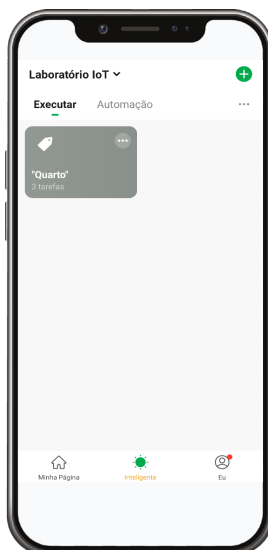 Laboratório IoT
Executar Automação
"Quarto"
3 tarefas
Minha Página Inteligente Eu